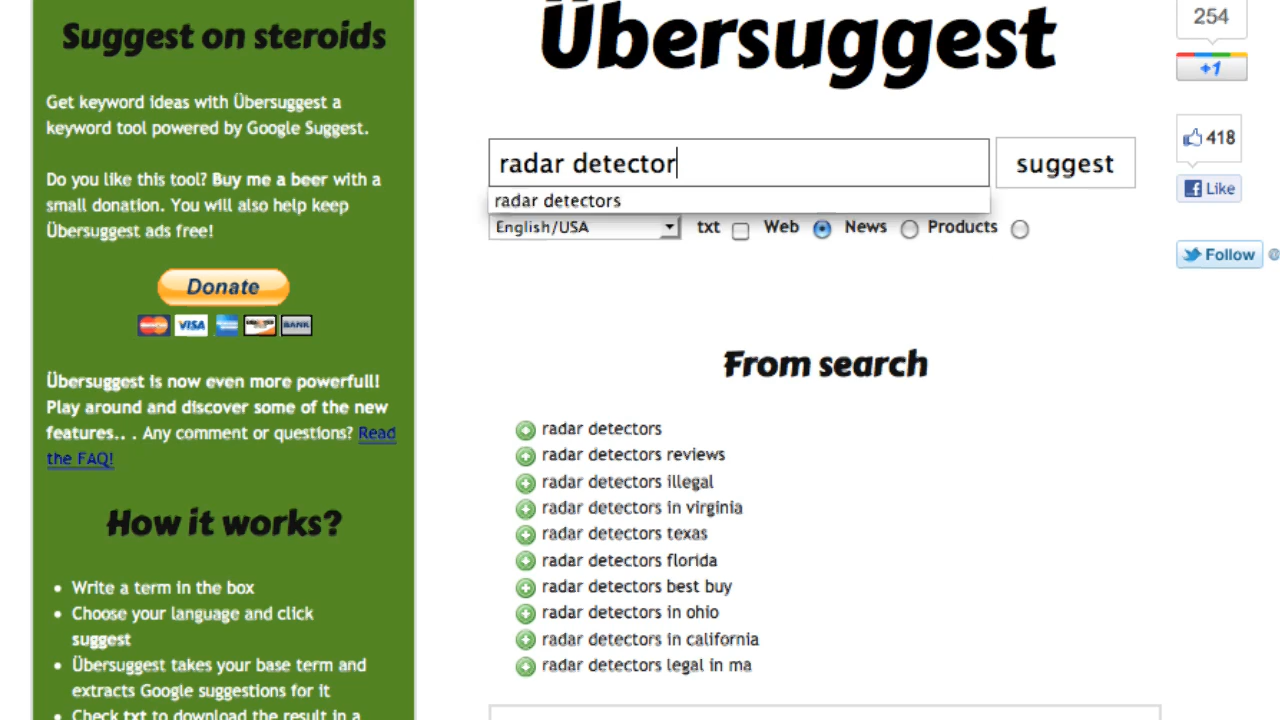 Suggest on steroids
Get keyword ideas with Übersuggest a
keyword tool powered by Google Suggest.
Do you like this tool? Buy me a beer with a
small donation. You will also help keep
Übersuggest ads free!
Donate
VISA
BANK
Übersuggest is now even more powerfull!
Play around and discover some of the new
features.. . Any comment or questions? Read
the FAQ!
How it works?
Write a term in the box
Choose your language and click
suggest
Übersuggest takes your base term and
extracts Google suggestions for it
Check txt to download the result in a
Übersuggest
radar detector
suggest
radar detectors
English/USA
txt
Web
News
Products
From search
radar detectors
radar detectors reviews
radar detectors illegal
radar detectors in virginia
radar detectors texas
radar detectors florida
radar detectors best buy
radar detectors in ohio
radar detectors in california
radar detectors legal in ma
254
+1
418
Like
Follow